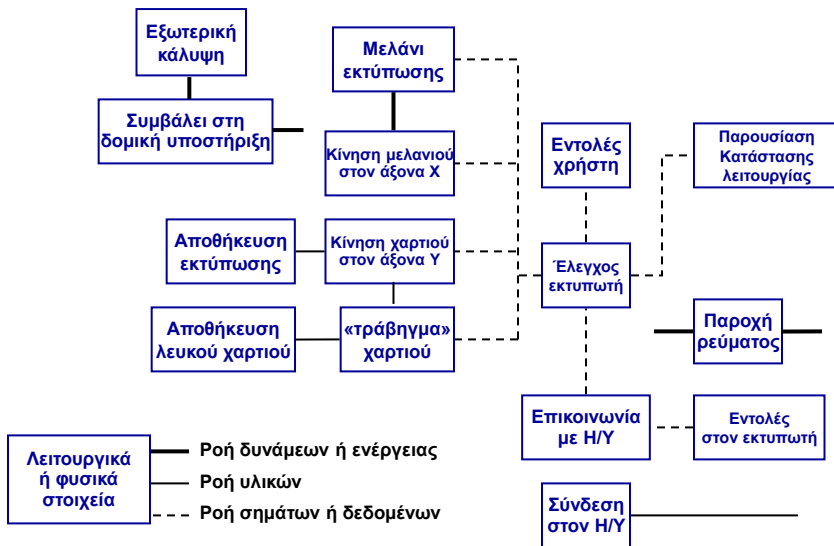 Εξωτερική
κάλυψη
Συμβάλει στη
δομική υποστήριξη
Μελάνι
εκτύπωσης
Κίνηση μελανιού
στον άξονα Χ
Αποθήκευση
εκτύπωσης
Κίνηση χαρτιού
στον άξονα Υ
Αποθήκευση
λευκού χαρτιού
«τράβηγμα»
χαρτιού
Εντολές
χρήστη
Έλεγχος
εκτυπωτή
Παρουσίαση
Κατάστασης
λειτουργίας
Παροχή
ρεύματος
Επικοινωνία
με Η/Υ
Εντολές
στον εκτυπωτή
Σύνδεση
στον Η/Υ
Λειτουργικά
ή φυσικά
στοιχεία
Ροή δυνάμεων ή ενέργειας
Ροή υλικών
Ροή σημάτων ή δεδομένων